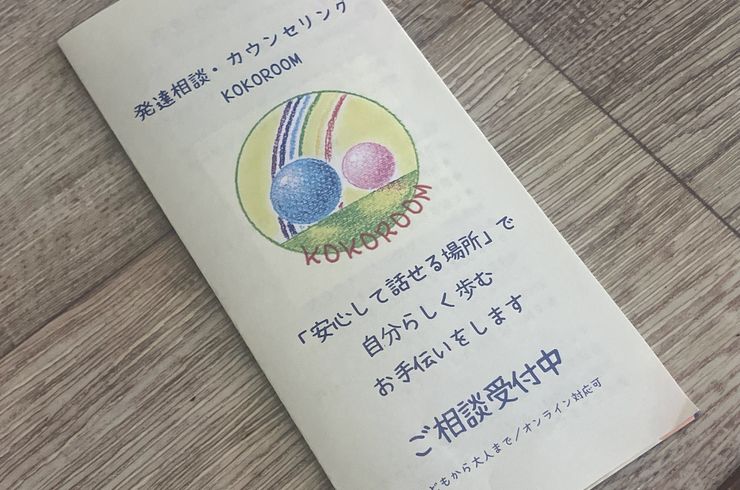 発達相談・カウンセリング
KOKOROOM
KOKOROOM
「安心して話せる場所」で
自分らしく歩む
お手伝いをします
ご相談受付中
どもから大人まで/オンライン対応可